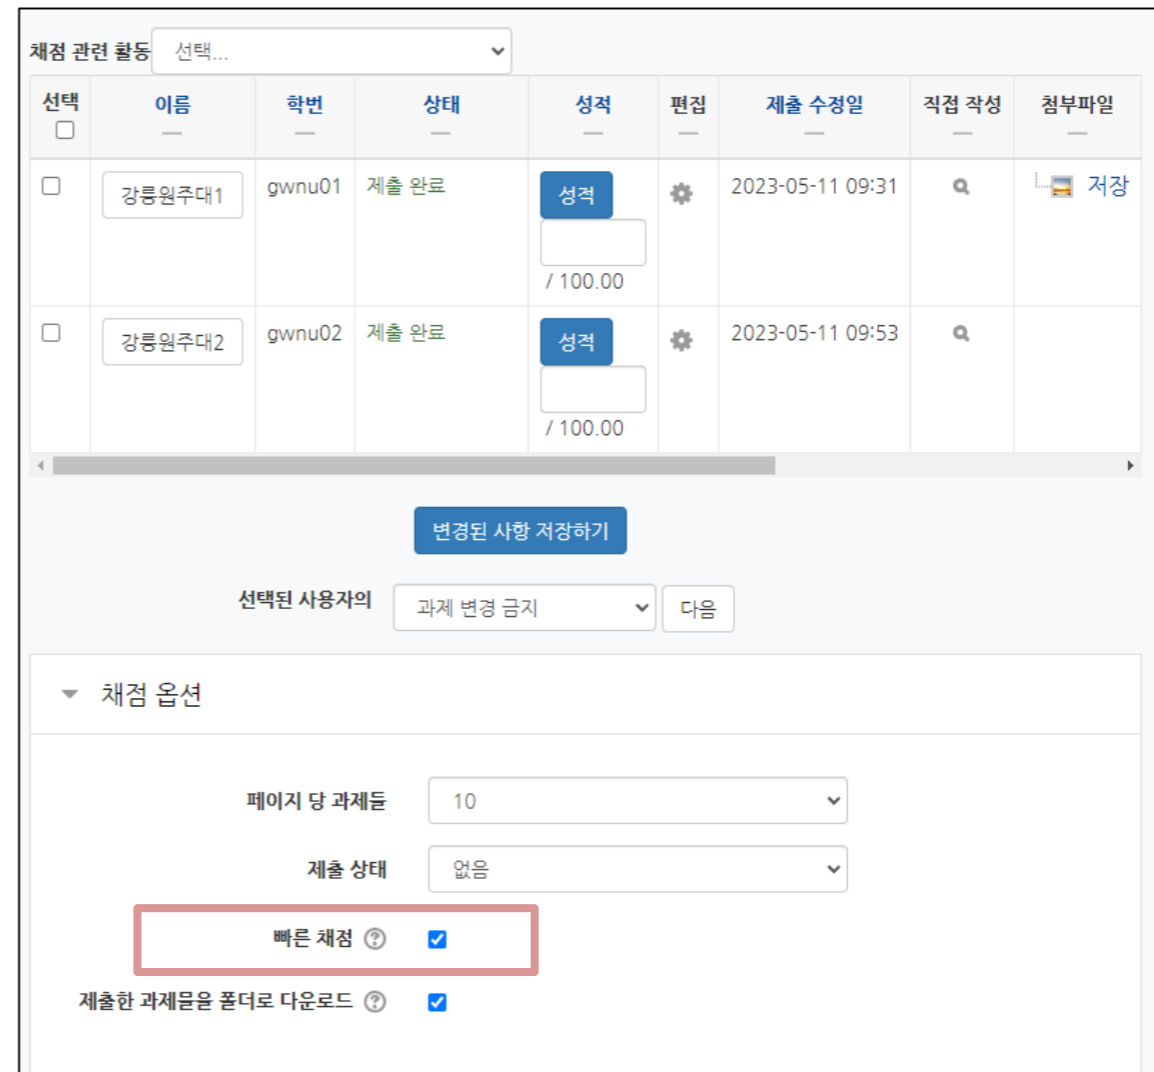 채점 관련 활동 선택...
선택 이름 학번 상태 성적 편집 제출 수정일 직접 작성 첨부파일
강릉원주대1 gwnu01 제출 완료 성적 2023-05-11 09:31 저장
/ 100.00
강릉원주대2 gwnu02 제출 완료 성적 2023-05-11 09:53
/ 100.00
변경된 사항 저장하기
선택된 사용자의 과제 변경 금지 다음
채점 옵션
페이지 당 과제들 10
제출 상태 없음
빠른 채점
제출한 과제물을 폴더로 다운로드